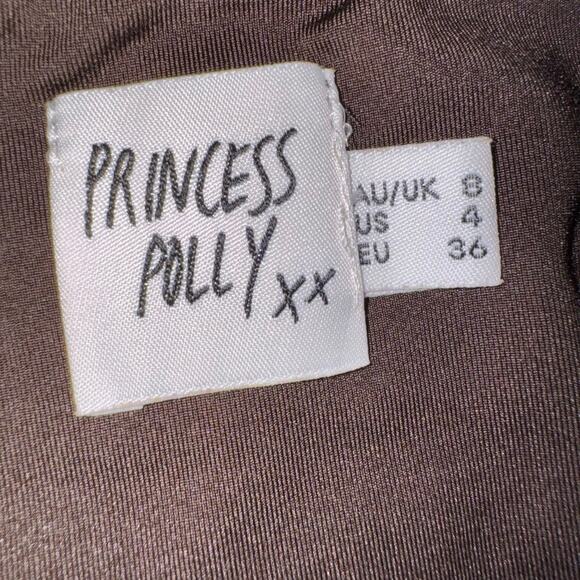 PRINCESS
POLLY xx
AU/UK 8
US 4
EU 36